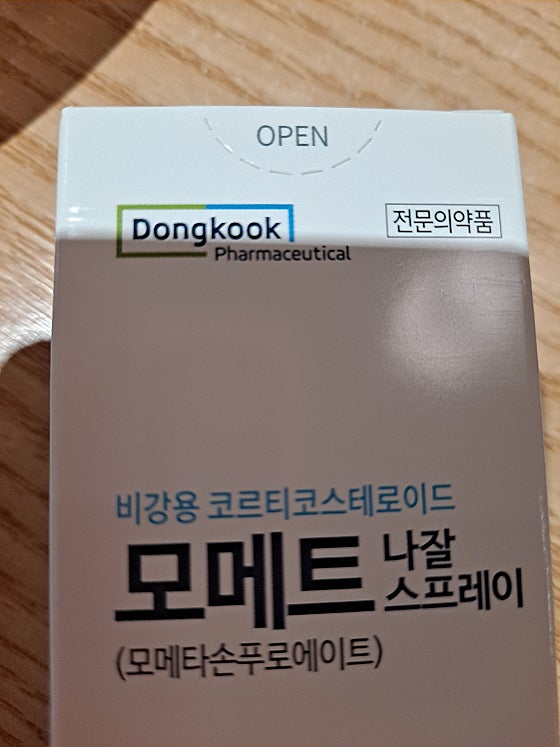 OPEN
Dongkook
Pharmaceutical
전문의약품
비강용 코르티코스테로이드
모메트 나잘
스프레이
(모메타손푸로에이트)